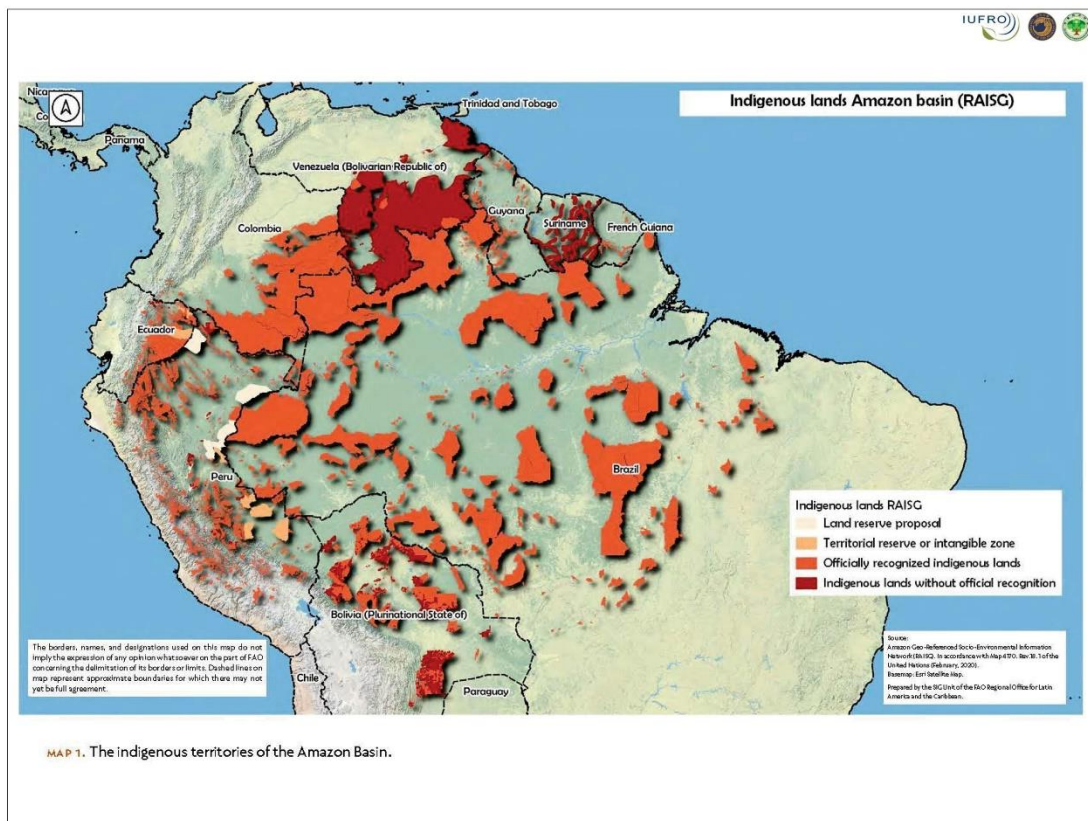 IUFRO
Indigenous lands Amazon basin (RAISG)
Nica
Co
Panama
Trinidad and Tobago
Venezuela (Bolivarian Republic of)
Guyana
Suriname
French Guiana
Colombia
Ecuador
Peru
Brazil
Bolivia (Plurinational State of)
Chile
Paraguay
Indigenous lands RAISG
Land reserve proposal
Territorial reserve or intangible zone
Officially recognized indigenous lands
Indigenous lands without official recognition
The borders, names, and designations used on this map do not
imply the expression of any opinion whatsoever on the part of FAO
concerning the delimitation of its borders or limits. Dashed lines on
map represent approximate boundaries for which there may not
yet be full agreement.
Source:
Amazon Geo-Referenced Socio-Environmental Information
Network (RAISG). In accordance with Map 4170. Rev. 18.1 of the
United Nations (February, 2020).
Basemap: Esri Satellite Map.
Prepared by the SIG Unit of the FAO Regional Office for Latin
America and the Caribbean.
MAP 1. The indigenous territories of the Amazon Basin.